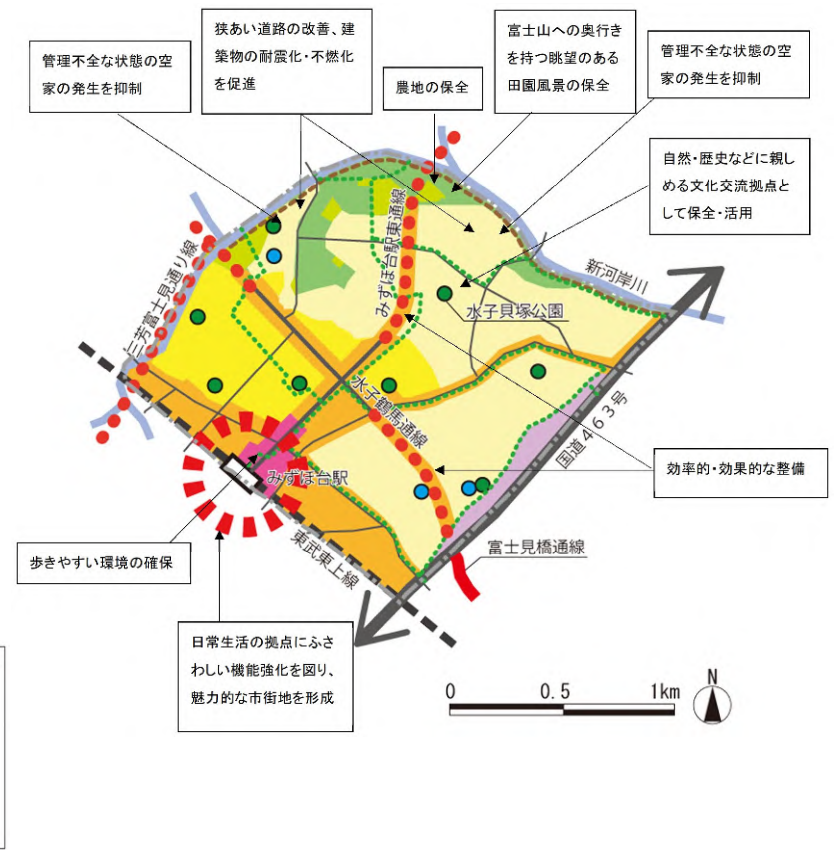 狭あい道路の改善、建
築物の耐震化・不燃化
を促進
富士山への奥行き
を持つ眺望のある
田園風景の保全
管理不全な状態の空
家の発生を抑制
農地の保全
管理不全な状態の空
家の発生を抑制
自然・歴史などに親し
める文化交流拠点と
して保全・活用
みずほ台駅東通線
新河岸川
三芳富士見通り線
水子貝塚公園
水子鶴馬通線
国道463号
みずほ台駅
効率的・効果的な整備
東武東上線
富士見橋通線
歩きやすい環境の確保
日常生活の拠点にふさ
わしい機能強化を図り、
魅力的な市街地を形成
0 0.5 1km
N